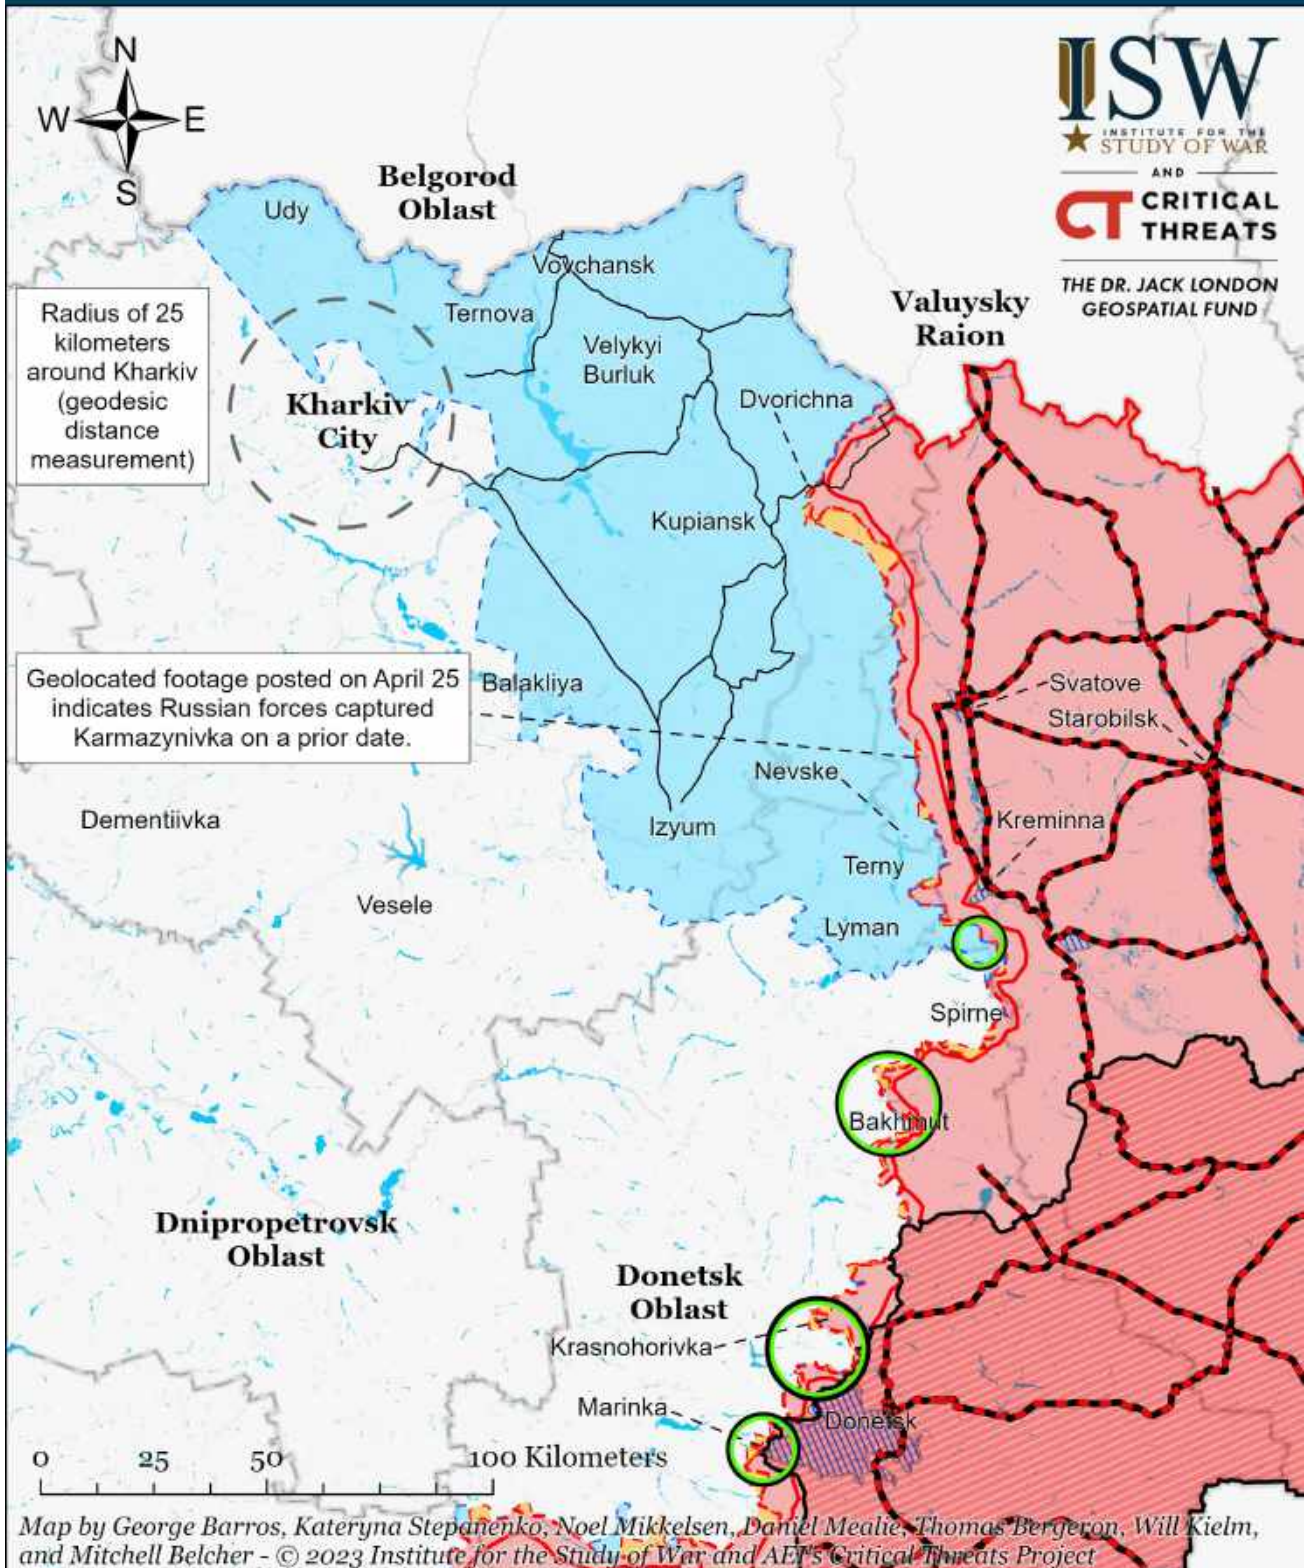 N
W E
S
ISW
INSTITUTE FOR THE
STUDY OF WAR
AND
CT CRITICAL
THREATS
THE DR. JACK LONDON
GEOSPATIAL FUND
Belgorod
Oblast
Udy
Vovchansk
Ternova
Valuysky
Raion
Radius of 25
kilometers
around Kharkiv
(geodesic
distance
measurement)
Velykyi
Burluk
Kharkiv
City
Dvorichna
Kupiansk
Geolocated footage posted on April 25
indicates Russian forces captured
Karmazynivka on a prior date.
Balakliya
Svatove
Starobilsk
Nevske
Dementiivka
Izyum
Kreminna
Terny
Vesele
Lyman
Spirne
Bakhmut
Dnipropetrovsk
Oblast
Donetsk
Oblast
Krasnohorivka
Marinka
Donetsk
0 25 50 100 Kilometers
Map by George Barros, Kateryna Stepanenko, Noel Mikkelsen, Daniel Mealie, Thomas Bergeron, Will Kielm,
and Mitchell Belcher - © 2023 Institute for the Study of War and AEI's Critical Threats Project